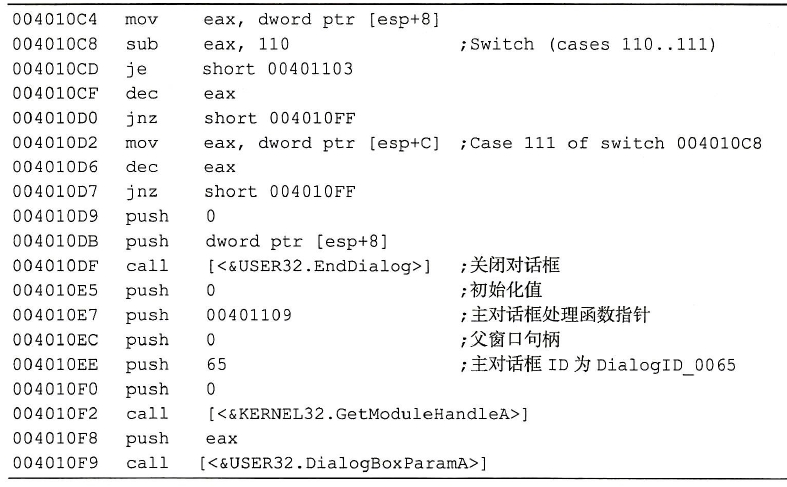 004010C4 mov eax, dword ptr [esp+8]
004010C8 sub eax, 110 ;Switch (cases 110..111)
004010CD je short 00401103
004010CF dec eax
004010D0 jnz short 004010FF
004010D2 mov eax, dword ptr [esp+C] ;Case 111 of switch 004010C8
004010D6 dec eax
004010D7 jnz short 004010FF
004010D9 push 0
004010DB push dword ptr [esp+8]
004010DF call [<&USER32.EndDialog>] ;关闭对话框
004010E5 push 0 ;初始化值
004010E7 push 00401109 ;主对话框处理函数指针
004010EC push 0 ;父窗口句柄
004010EE push 65 ;主对话框 ID 为 DialogID_0065
004010F0 push 0
004010F2 call [<&KERNEL32.GetModuleHandleA>]
004010F8 push eax
004010F9 call [<&USER32.DialogBoxParamA>]